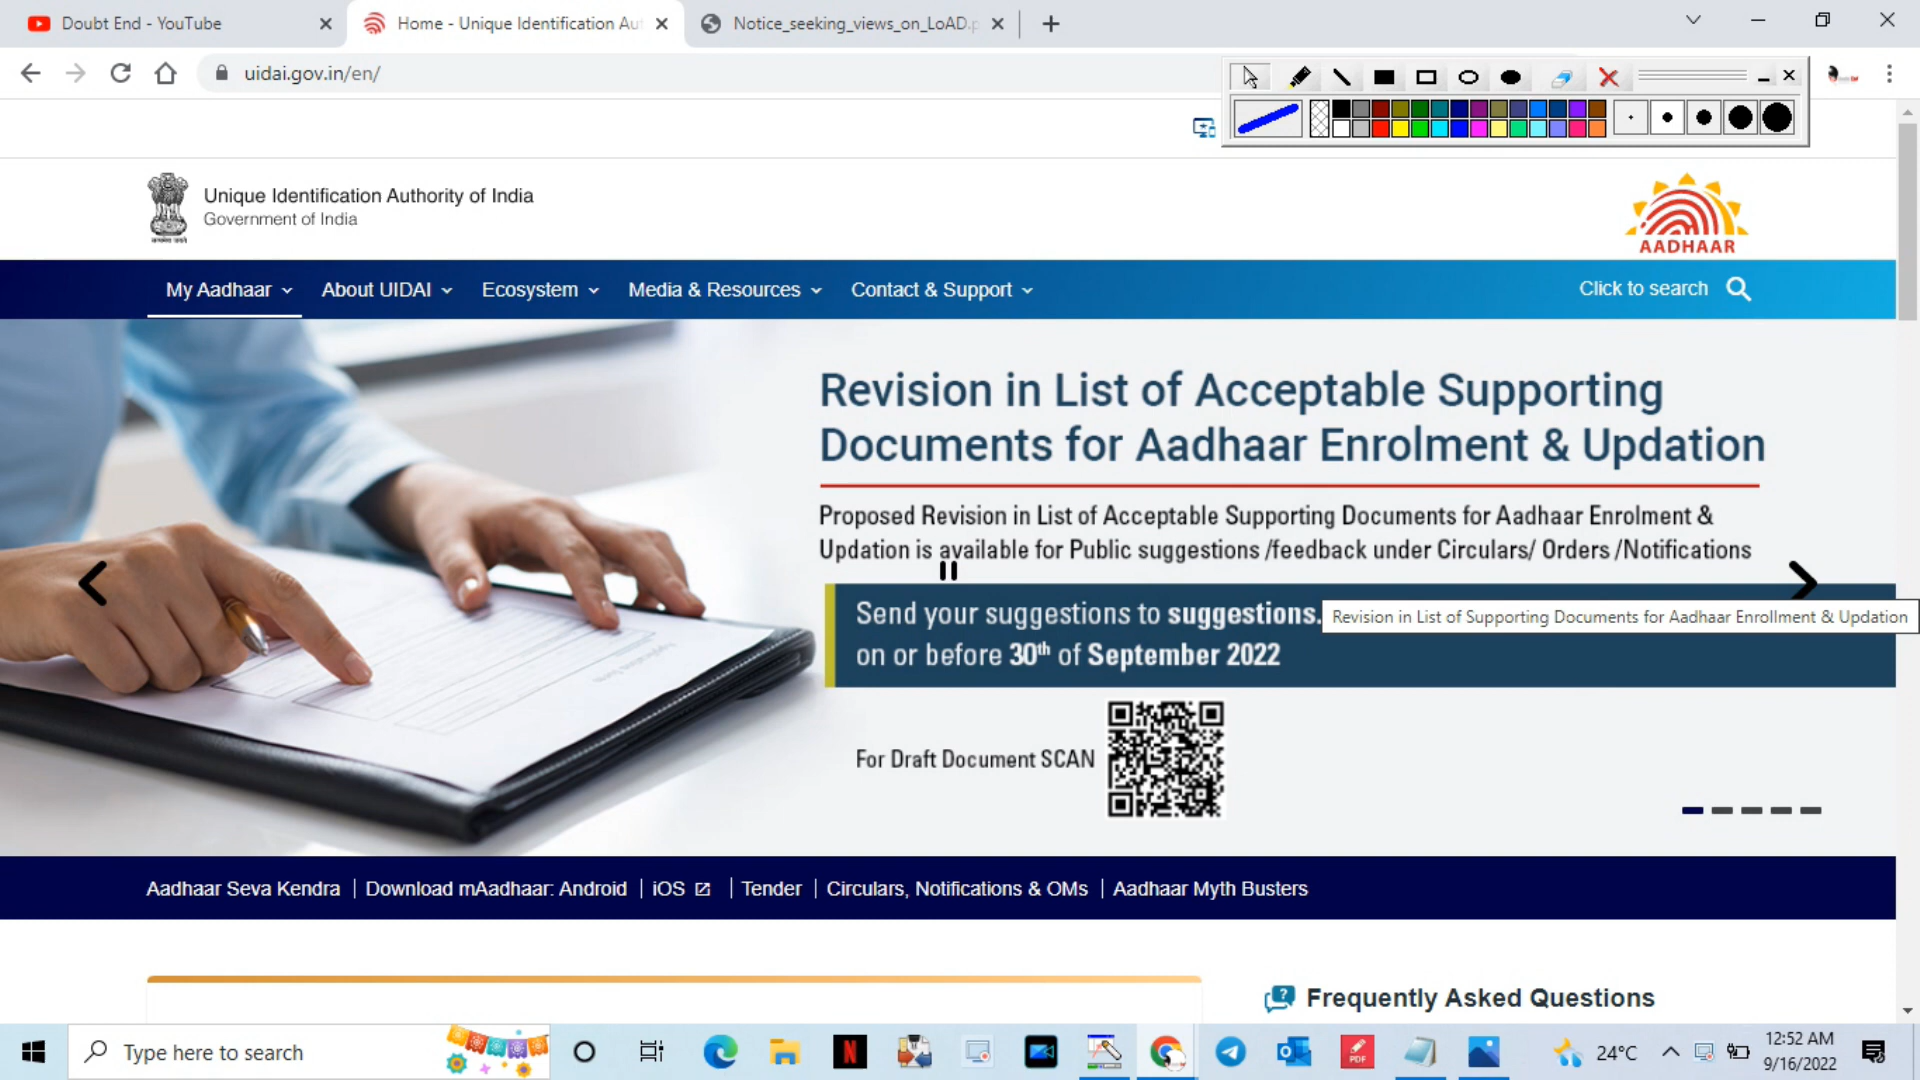 Doubt End - YouTube
Home - Unique Identification Au
Notice_seeking_views_on_LoAD.p
uidai.gov.in/en/
Unique Identification Authority of India
Government of India
AADHAAR
My Aadhaar
About UIDAI
Ecosystem
Media & Resources
Contact & Support
Click to search
Revision in List of Acceptable Supporting
Documents for Aadhaar Enrolment & Updation
Proposed Revision in List of Acceptable Supporting Documents for Aadhaar Enrolment &
Updation is available for Public suggestions /feedback under Circulars/ Orders /Notifications
Send your suggestions to suggestions.
Revision in List of Supporting Documents for Aadhaar Enrollment & Updation
on or before 30th of September 2022
For Draft Document SCAN
Aadhaar Seva Kendra | Download mAadhaar: Android | iOS | Tender | Circulars, Notifications & OMs | Aadhaar Myth Busters
Frequently Asked Questions
Type here to search
N
PDF
24°C
12:52 AM
9/16/2022